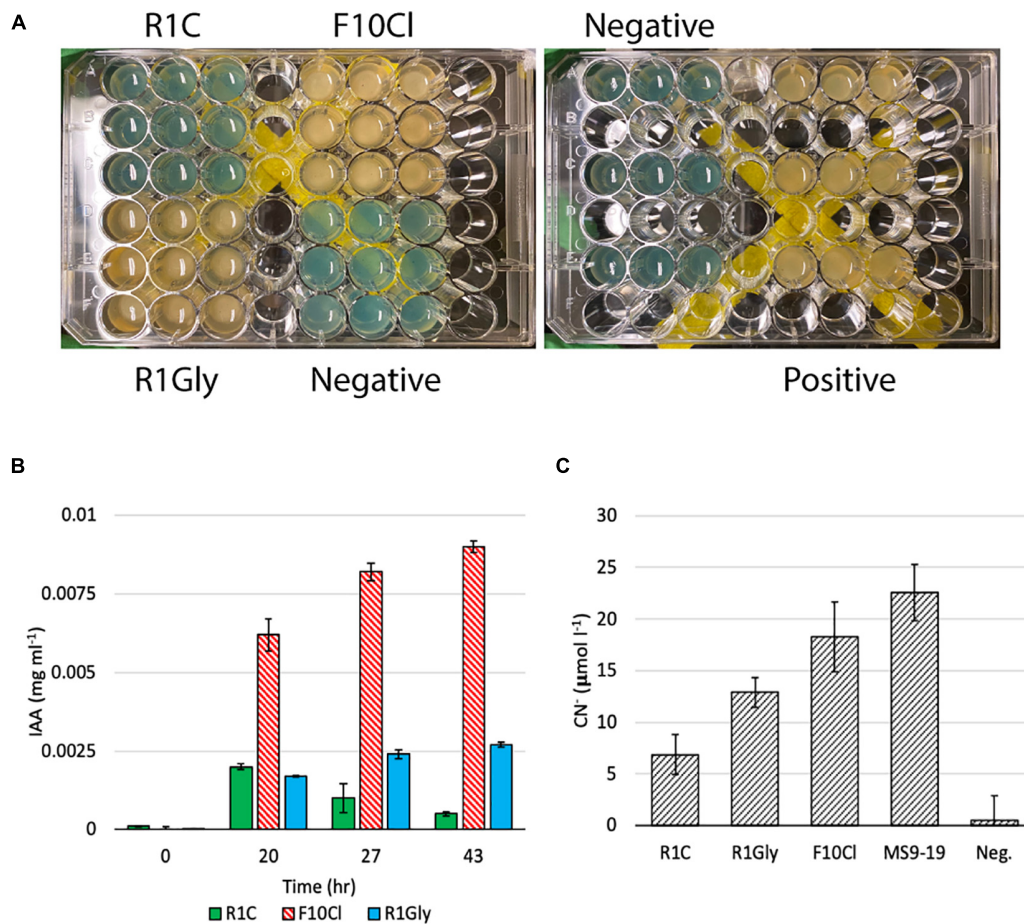 A
R1C F10Cl Negative
A
B
C
D
E
F
R1Gly Negative Positive
B
0.01
0.0075
0.005
0.0025
0
IAA (mg ml⁻¹)
0 20 27 43
Time (hr)
R1C F10Cl R1Gly
C
30
25
20
15
10
5
0
CN⁻ (μmol l⁻¹)
R1C R1Gly F10Cl MS9-19 Neg.